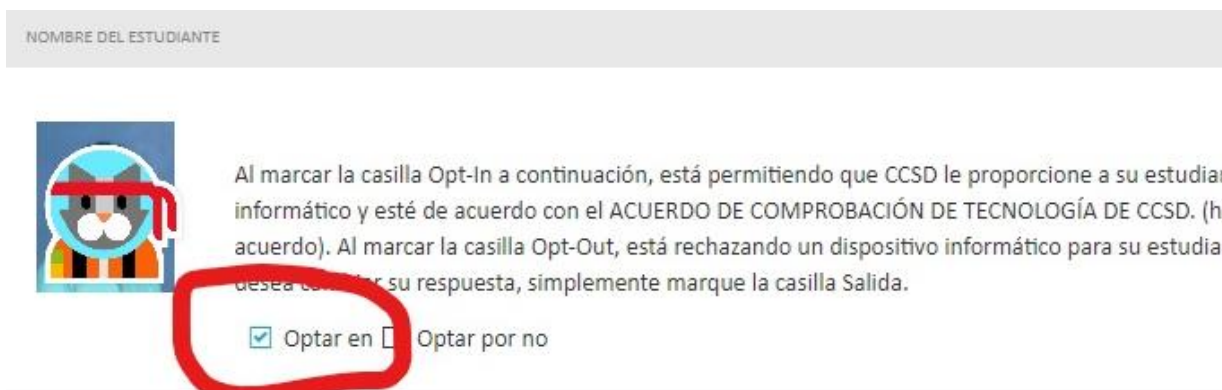 NOMBRE DEL ESTUDIANTE
Al marcar la casilla Opt-In a continuación, está permitiendo que CCSD le proporcione a su
informático y esté de acuerdo con el ACUERDO DE COMPROBACIÓN DE TECNOLOGÍA DE CCSD.
acuerdo). Al marcar la casilla Opt-Out, está rechazando un dispositivo informático para su
desea su respuesta, simplemente marque la casilla Salida.
Optar en Optar por no